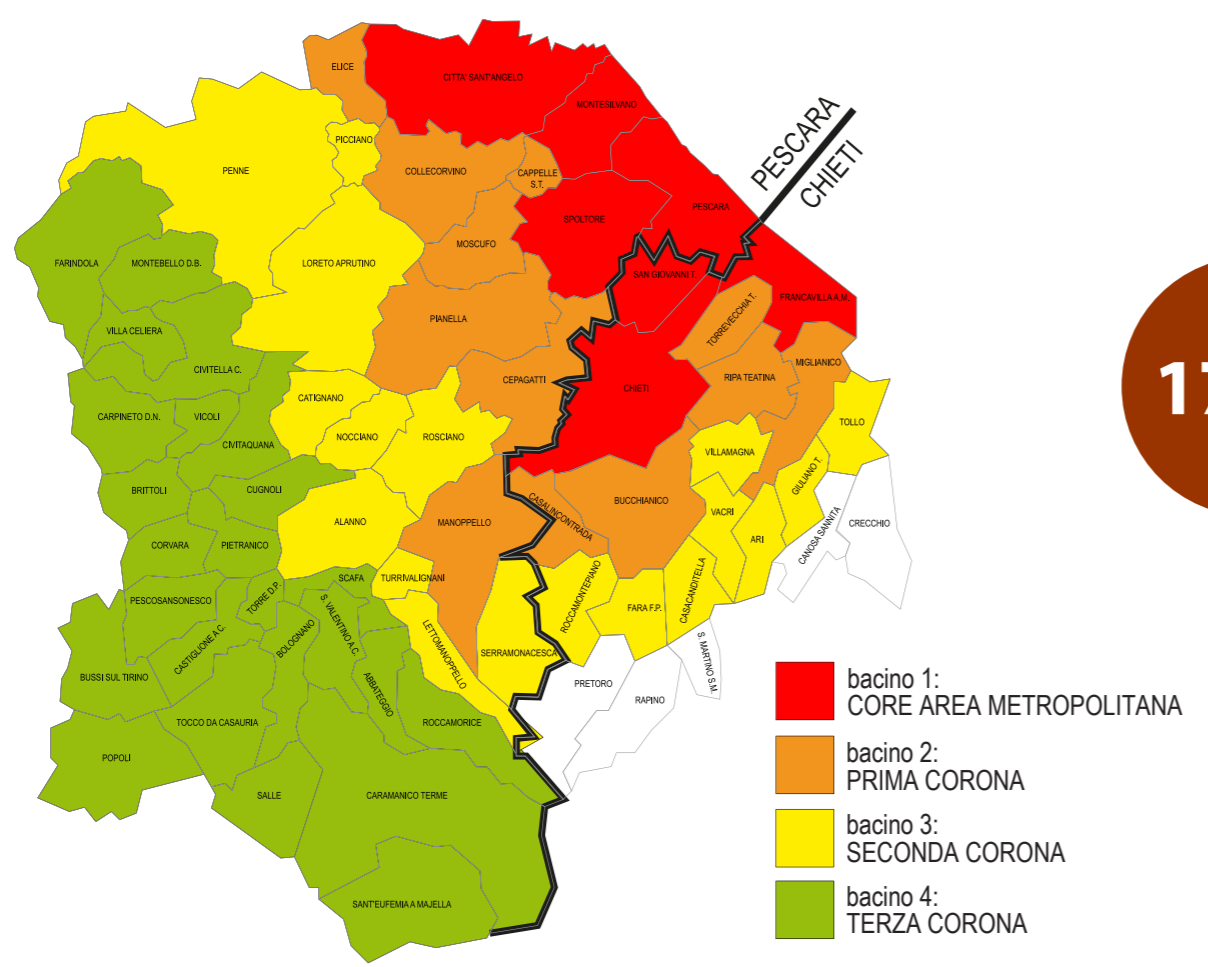 ELICE
CITTA' SANT'ANGELO
MONTESILVANO
PESCARA
CHIETI
PICCIANO
PENNE
COLLECORVINO
CAPPELLE
S.T.
SPOLTORE
PESCARA
MOSCUFO
FARINDOLA
MONTEBELLO D.B.
LORETO APRUTINO
SAN GIOVANNI T.
FRANCAVILLA A.M.
TORREVECCHIA T.
PIANELLA
VILLA CELIERA
CIVITELLA C.
MIGLIANICO
RIPA TEATINA
CEPAGATTI
CHIETI
17
CATIGNANO
CARPINETO D.N.
VICOLI
NOCCIANO
ROSCIANO
TOLLO
CIVITAQUANA
VILLAMAGNA
GIULIANO T.
BRITTOLI
CUGNOLI
BUCCHIANICO
CASALINCONTRADA
VACRI
ALANNO
MANOPPELLO
CRECCHIO
CANOSA SANNITA
ARI
CORVARA
PIETRANICO
SCAFA
TURRIVALIGNANI
ROCCAMONTEPIANO
CASACANDITELLA
PESCOSANSONESCO
TORRE D.P.
S. VALENTINO A.C.
FARA F.P.
BOLOGNANO
CASTIGLIONE A C.
LETTOMANOPPELLO
SERRAMONACESCA
S. MARTINO S.M.
BUSSI SUL TIRINO
ABBATEGGIO
PRETORO
RAPINO
TOCCO DA CASAURIA
ROCCAMORICE
POPOLI
SALLE
CARAMANICO TERME
SANT'EUFEMIA A MAJELLA
bacino 1:
CORE AREA METROPOLITANA
bacino 2:
PRIMA CORONA
bacino 3:
SECONDA CORONA
bacino 4:
TERZA CORONA